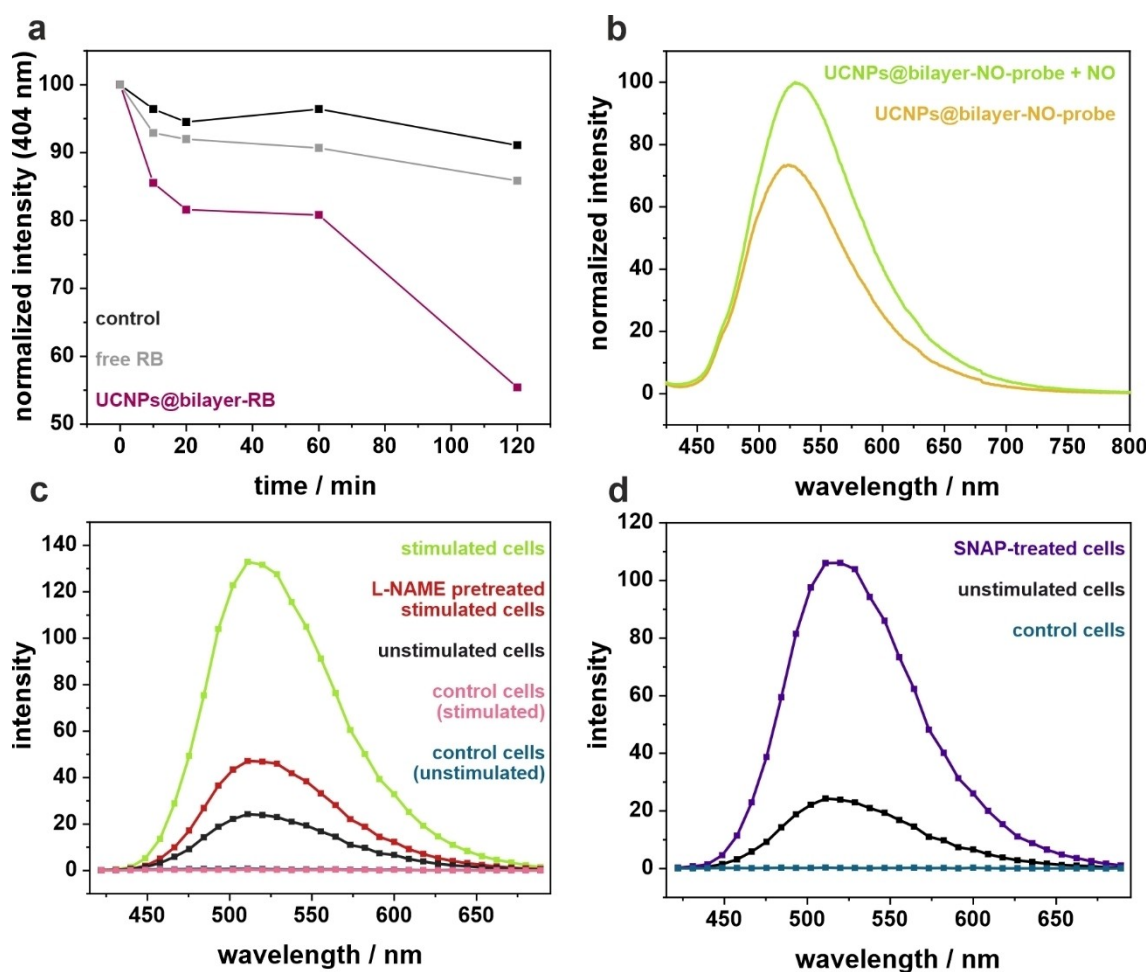 a
100
90
80
70
60
50
normalized intensity (404 nm)
control
free RB
UCNPs@bilayer-RB
0
20
40
60
80
100
120
time / min
b
100
80
60
40
20
0
normalized intensity
UCNPs@bilayer-NO-probe + NO
UCNPs@bilayer-NO-probe
450
500
550
600
650
700
750
800
wavelength / nm
c
140
120
100
80
60
40
20
0
intensity
stimulated cells
L-NAME pretreated
stimulated cells
unstimulated cells
control cells
(stimulated)
control cells
(unstimulated)
450
500
550
600
650
wavelength / nm
d
120
100
80
60
40
20
0
intensity
SNAP-treated cells
unstimulated cells
control cells
450
500
550
600
650
wavelength / nm